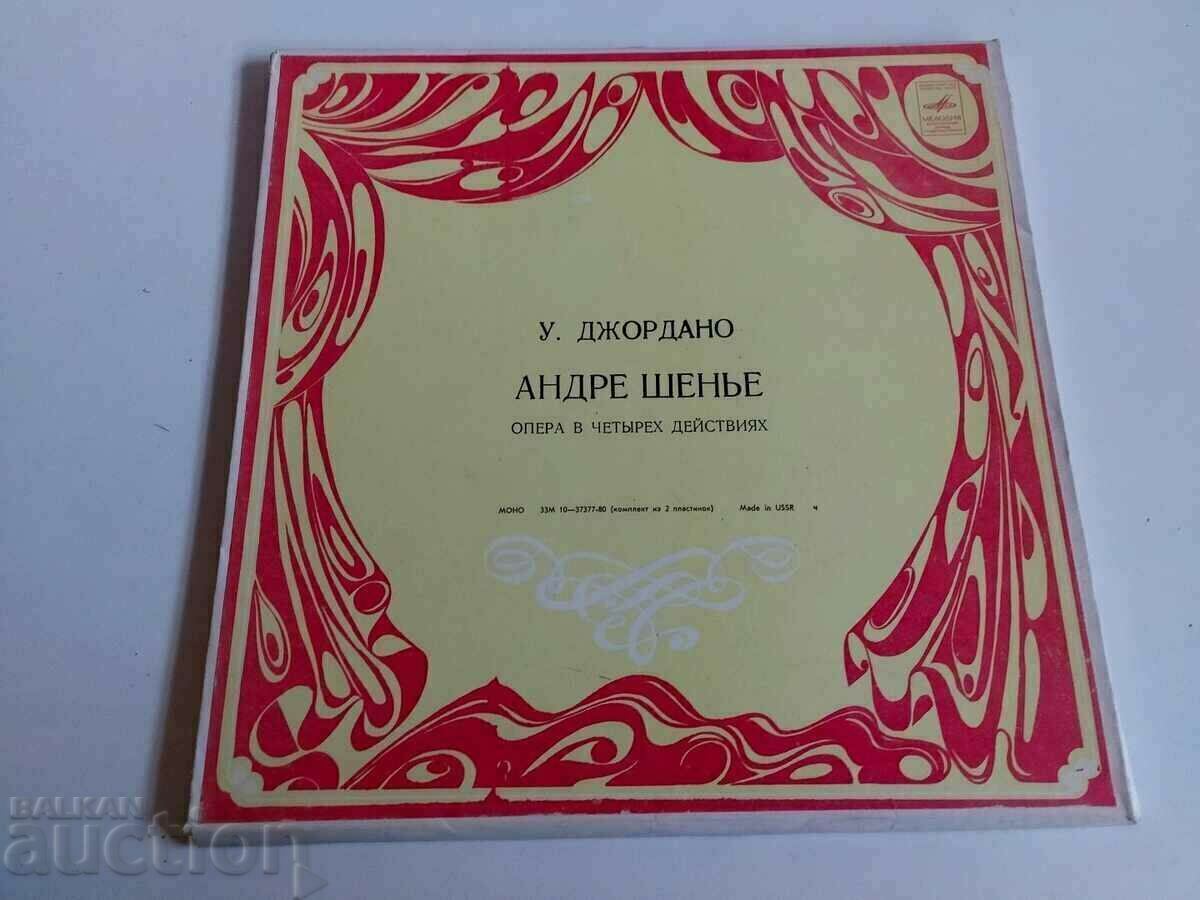 МЕЛОДИЯ
У. ДЖОРДАНО
АНДРЕ ШЕНЬЕ
ОПЕРА В ЧЕТЫРЕХ ДЕЙСТВИЯХ
МОНО 33М 10—37377-80 (комплект из 2 пластинок) Made in USSR ч
BALKAN
auction